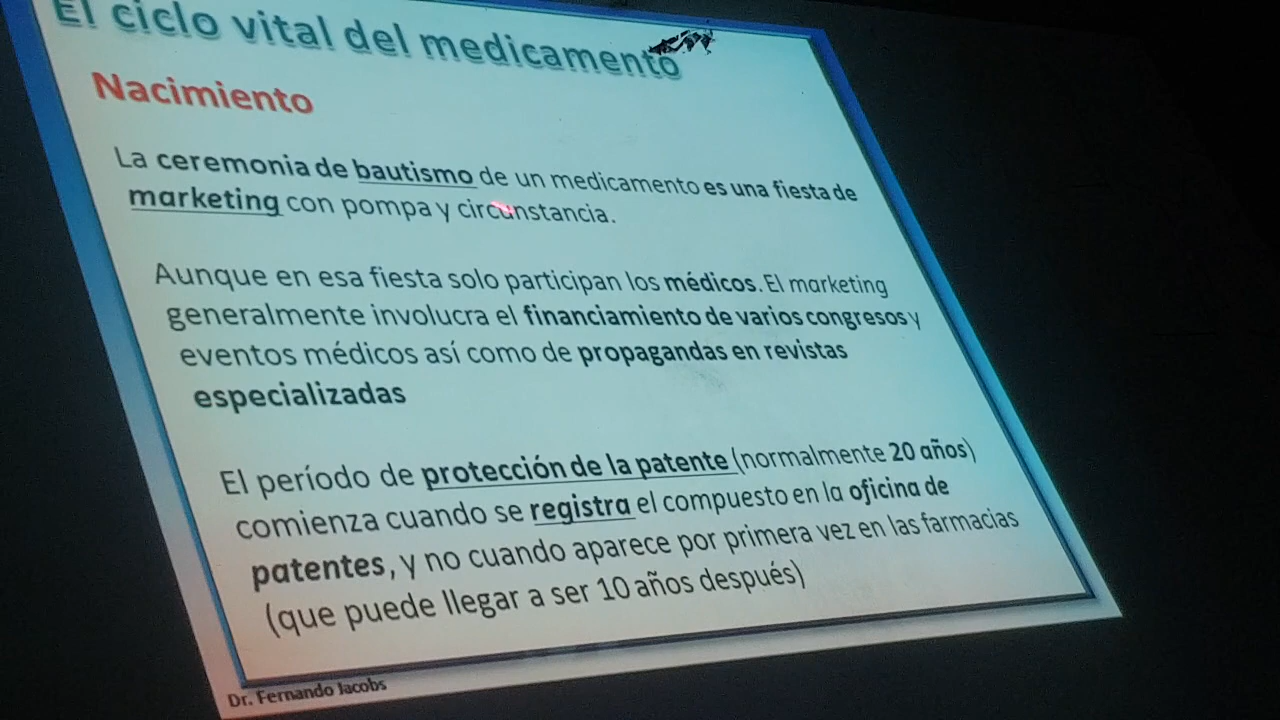 El ciclo vital del medicamento
Nacimiento
La ceremonia de bautismo de un medicamento es una fiesta de
marketing con pompa y circunstancia.
Aunque en esa fiesta solo participan los médicos. El marketing
generalmente involucra el financiamiento de varios congresos y
eventos médicos así como de propagandas en revistas
especializadas
El período de protección de la patente (normalmente 20 años)
comienza cuando se registra el compuesto en la oficina de
patentes, y no cuando aparece por primera vez en las farmacias
(que puede llegar a ser 10 años después)
Dr. Fernando Jacobs